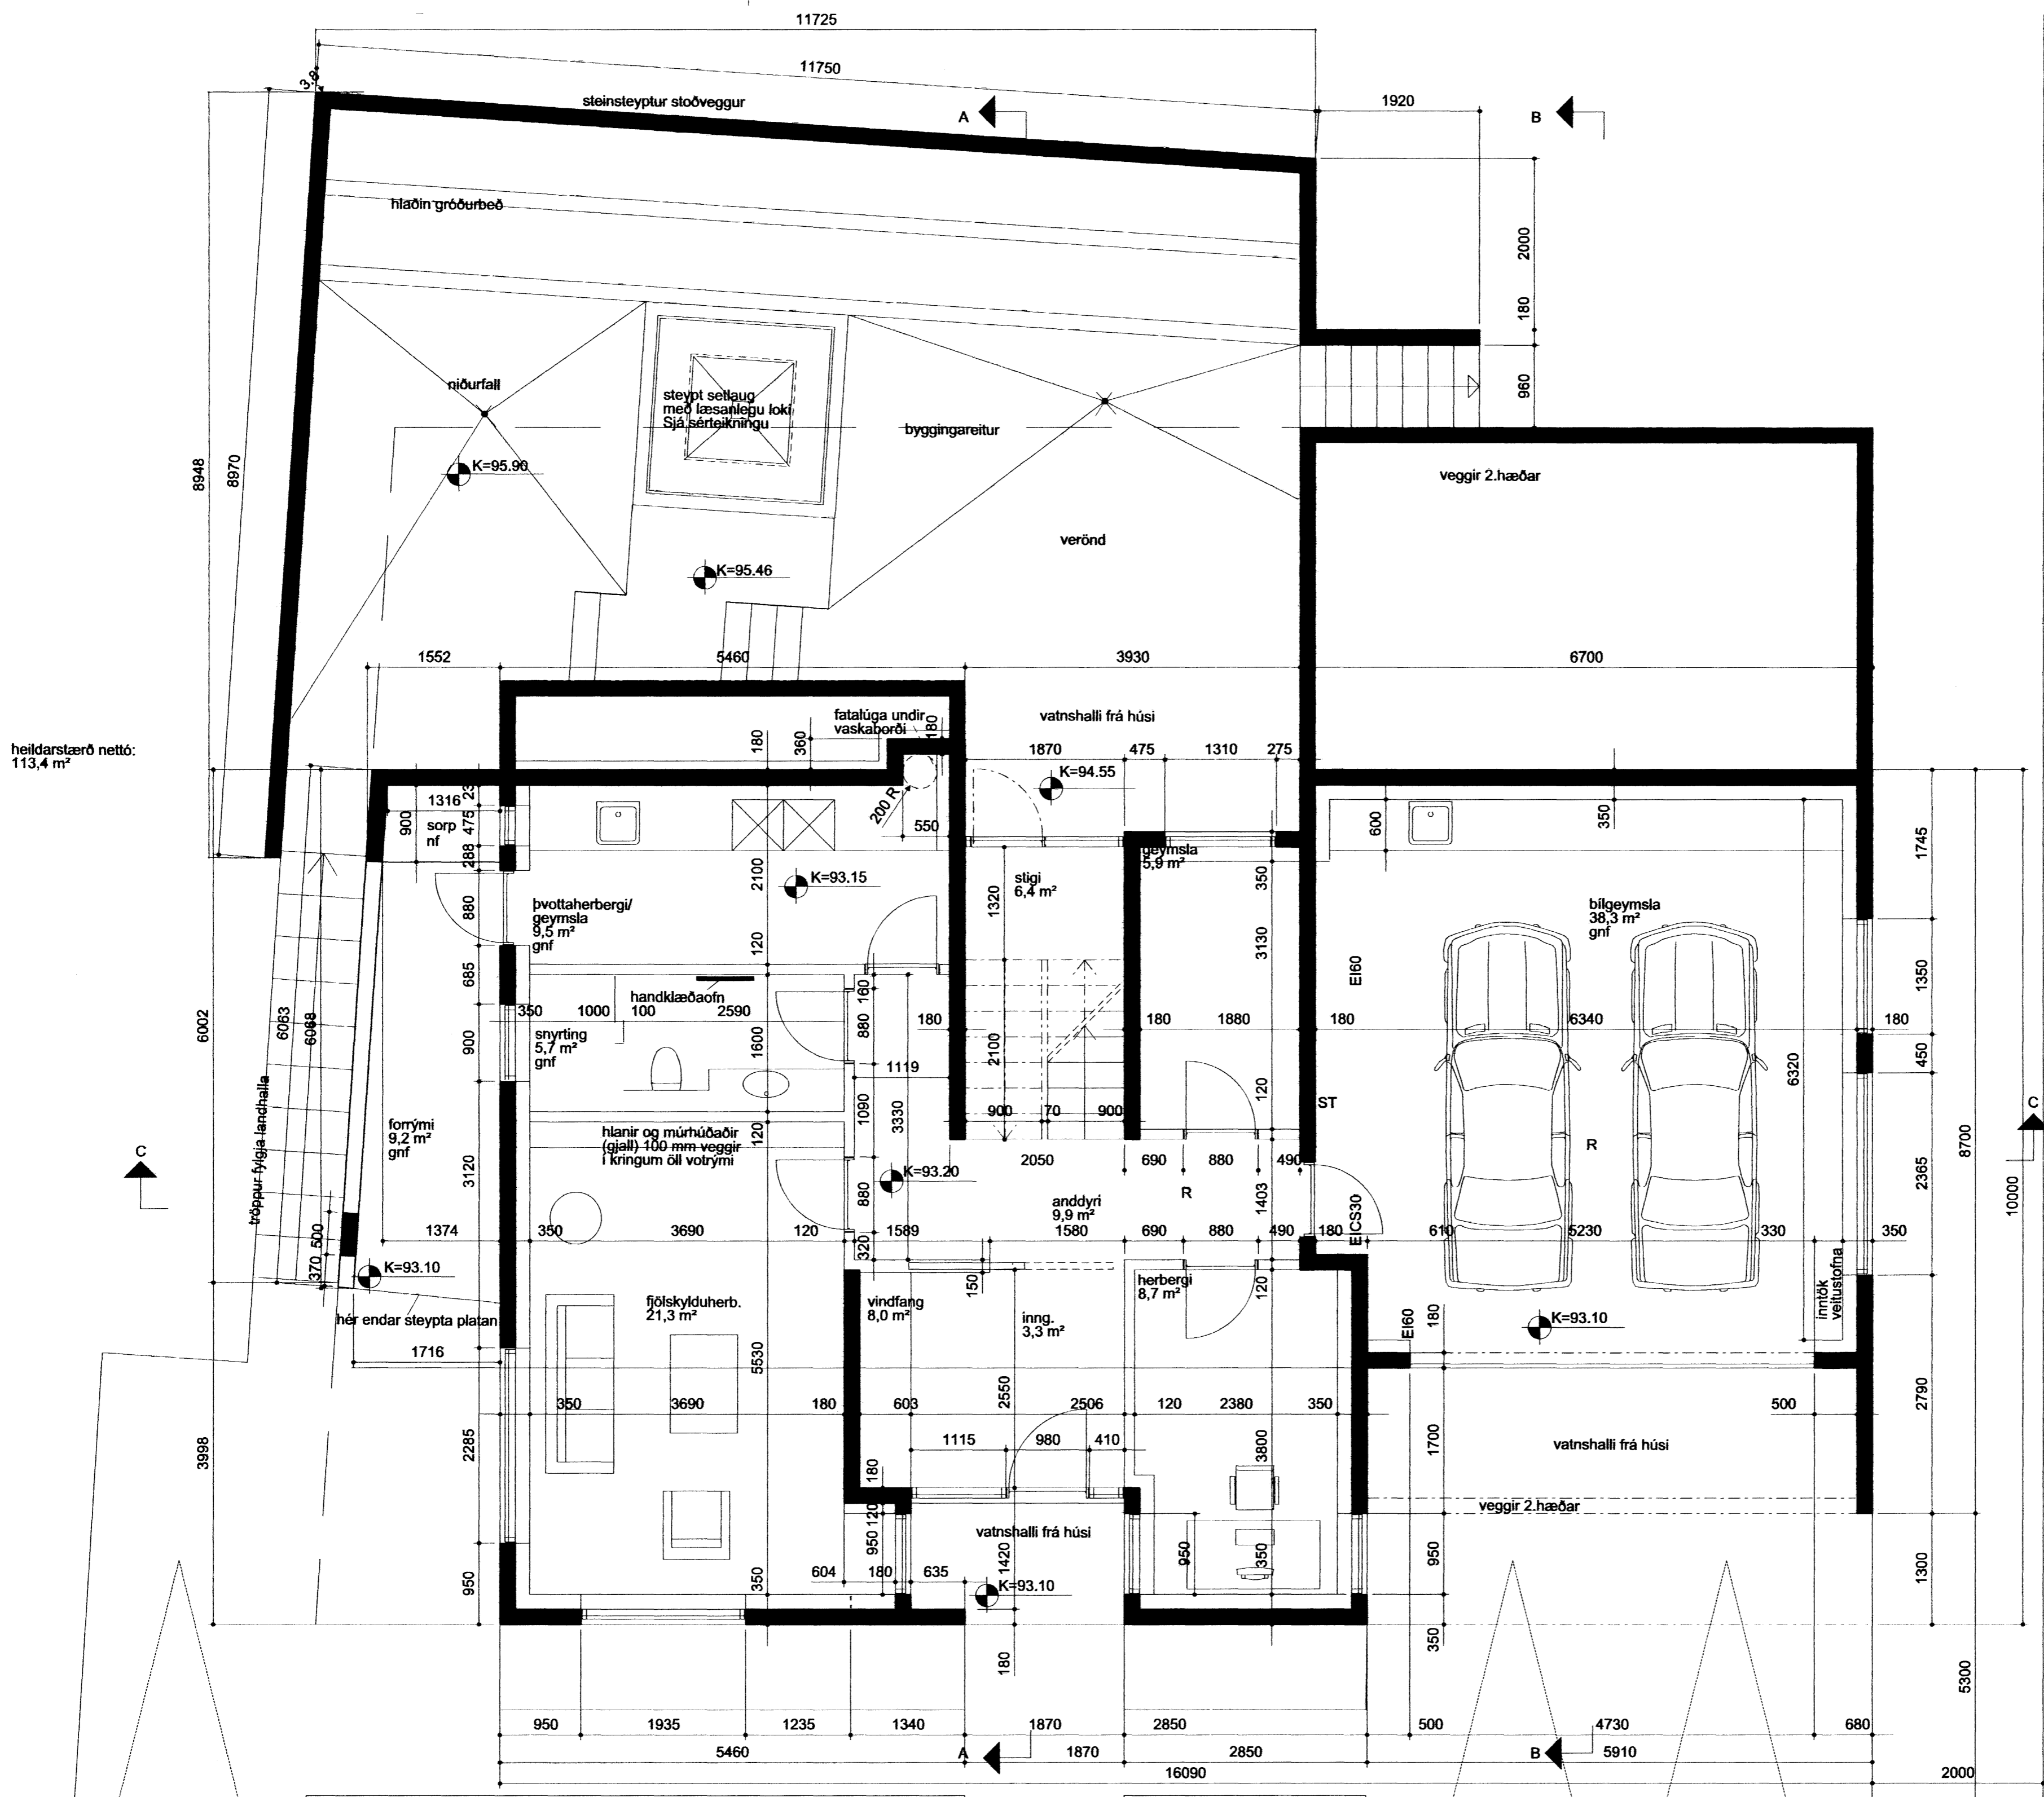 11725
11750
3.8°
steinsteyptur stoðveggur
A
1920
B
hlaðin gróðurbeð
2000
180
960
niðurfall
steypt setlaug
með læsanlegu loki
Sjá sérteikningu
byggingareitur
K=95.90
veggir 2.hæðar
8948
8970
verönd
K=95.46
1552
5460
3930
6700
heildarstærð nettó:
113,4 m²
fatalúga undir
vaskaborði
180
180
360
vatnshalli frá húsi
1870
475
1310
275
K=94.55
1316
900
sorp
nf
475
288
200 R
550
600
350
1745
geymsla
5,9 m²
stigi
6,4 m²
350
K=93.15
2100
1320
880
þvottaherbergi/
geymsla
9,5 m²
gnf
bílgeymsla
38,3 m²
gnf
120
3130
EI60
1350
685
handklæðaofn
350
1000
100
2590
160
880
180
180
1880
180
6340
180
6002
6063
6068
900
snyrting
5,7 m²
gnf
1600
2100
450
1119
6320
1090
3330
120
900
70
900
ST
C
tröppur fylgja landhalla
forrými
9,2 m²
gnf
hlanir og múrhúðaðir
(gjall) 100 mm veggir
í kringum öll votrými
120
C
R
8700
3120
2050
690
880
490
2365
K=93.20
880
anddyri
9,9 m²
R
1403
10000
1374
350
3690
120
1589
1580
690
880
490
180
610
5230
330
350
500
370
320
EICS30
K=93.10
150
herbergi
8,7 m²
120
inntök
veitustofna
fjölskylduherb.
21,3 m²
vindfang
8,0 m²
inng.
3,3 m²
EI60
180
K=93.10
hér endar steypta platan
1716
5530
2550
350
3690
180
603
2506
120
2380
350
500
2790
3998
2285
1115
980
410
3800
1700
vatnshalli frá húsi
180
veggir 2.hæðar
120
950
vatnshalli frá húsi
1420
950
350
950
1300
950
350
604
180
635
K=93.10
350
180
5300
950
1935
1235
1340
1870
2850
500
4730
680
5460
A
1870
2850
B
5910
16090
2000